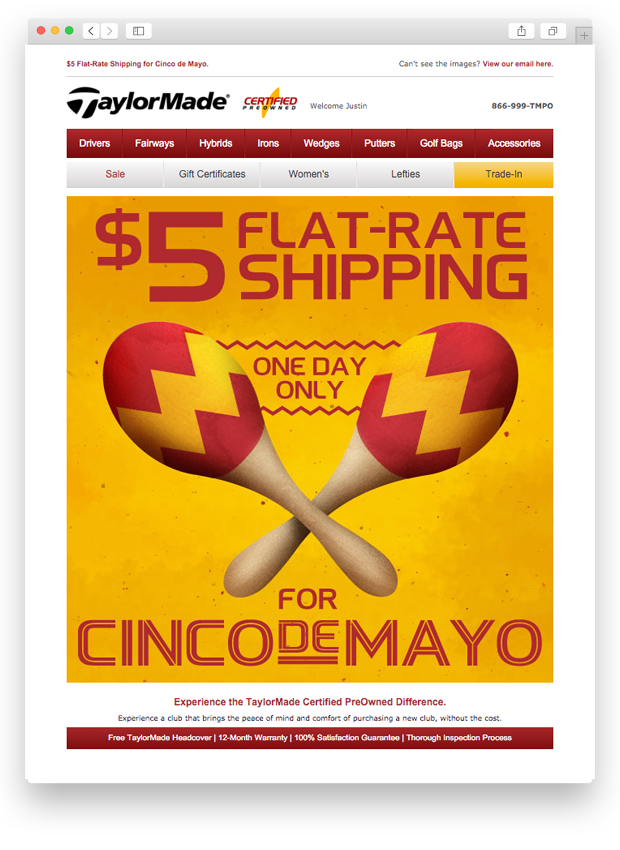 $5 Flat-Rate Shipping for Cinco de Mayo.
Can't see the images? View our email here.
TaylorMade®
CERTIFIED
PREOWNED
Welcome Justin
866-999-TMPO
Drivers Fairways Hybrids Irons Wedges Putters Golf Bags Accessories
Sale Gift Certificates Women's Lefties Trade-In
$5 FLAT-RATE
SHIPPING
ONE DAY
ONLY
FOR
CINCO DE MAYO
Experience the TaylorMade Certified PreOwned Difference.
Experience a club that brings the peace of mind and comfort of purchasing a new club, without the cost.
Free TaylorMade Headcover | 12-Month Warranty | 100% Satisfaction Guarantee | Thorough Inspection Process